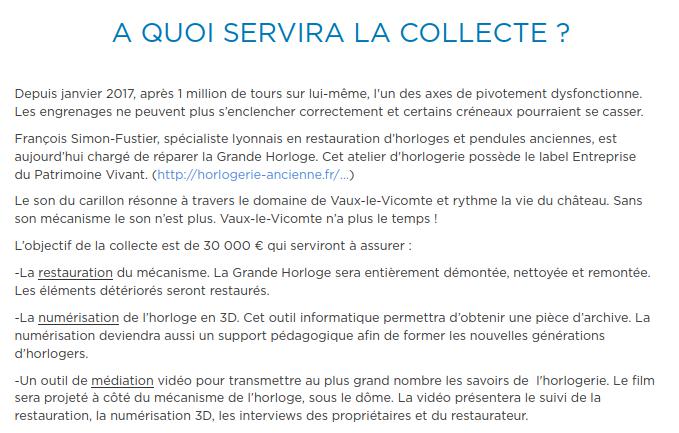 A QUOI SERVIRA LA COLLECTE ?
Depuis janvier 2017, après 1 million de tours sur lui-même, l'un des axes de pivotement dysfonctionne.
Les engrenages ne peuvent plus s'enclencher correctement et certains créneaux pourraient se casser.
François Simon-Fustier, spécialiste lyonnais en restauration d'horloges et pendules anciennes, est
aujourd'hui chargé de réparer la Grande Horloge. Cet atelier d'horlogerie possède le label Entreprise
du Patrimoine Vivant. (http://horlogerie-ancienne.fr/...)
Le son du carillon résonne à travers le domaine de Vaux-le-Vicomte et rythme la vie du château. Sans
son mécanisme le son n'est plus. Vaux-le-Vicomte n'a plus le temps !
L'objectif de la collecte est de 30 000 € qui serviront à assurer :
-La restauration du mécanisme. La Grande Horloge sera entièrement démontée, nettoyée et remontée.
Les éléments détériorés seront restaurés.
-La numérisation de l'horloge en 3D. Cet outil informatique permettra d'obtenir une pièce d'archive. La
numérisation deviendra aussi un support pédagogique afin de former les nouvelles générations
d'horlogers.
-Un outil de médiation vidéo pour transmettre au plus grand nombre les savoirs de l'horlogerie. Le film
sera projeté à côté du mécanisme de l'horloge, sous le dôme. La vidéo présentera le suivi de la
restauration, la numérisation 3D, les interviews des propriétaires et du restaurateur.